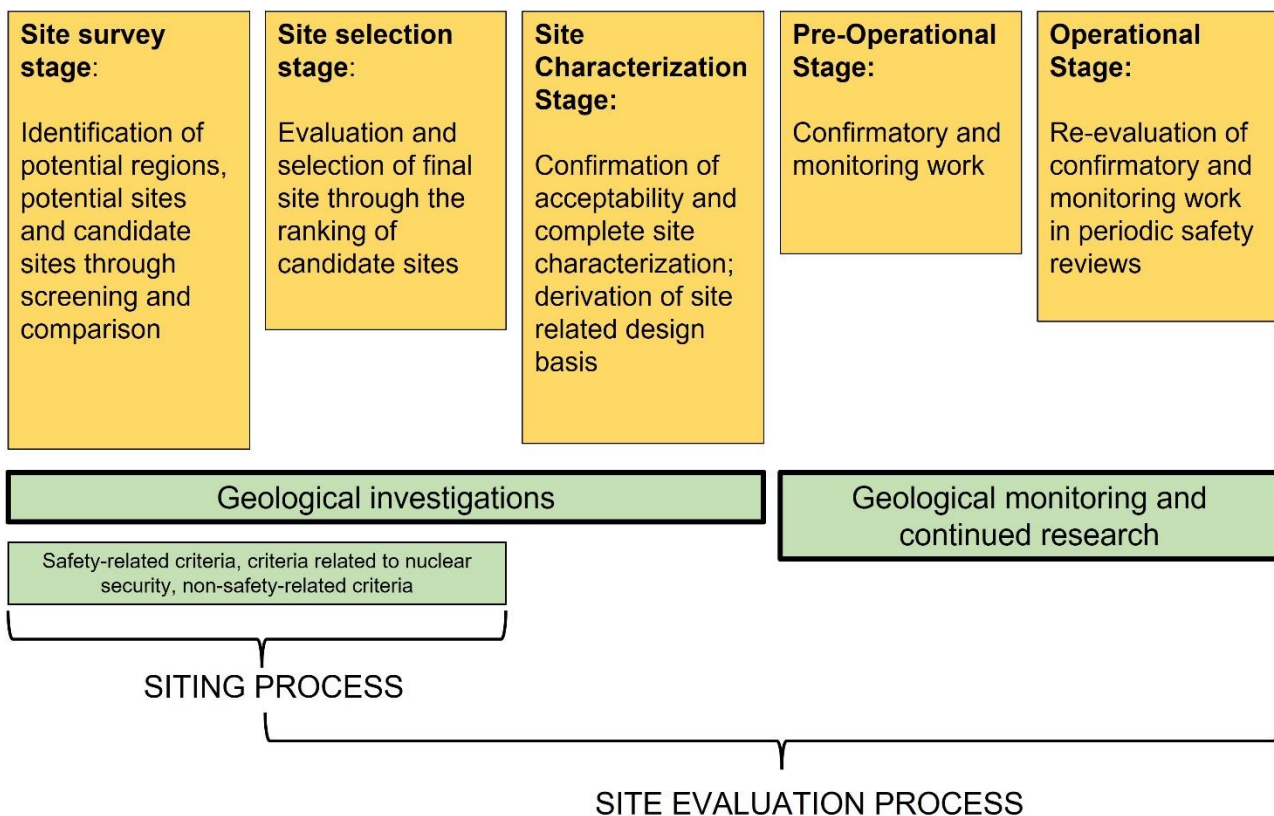 Site survey
stage:
Identification of
potential regions,
potential sites
and candidate
sites through
screening and
comparison
Site selection
stage:
Evaluation and
selection of final
site through the
ranking of
candidate sites
Site
Characterization
Stage:
Confirmation of
acceptability and
complete site
characterization;
derivation of site
related design
basis
Pre-Operational
Stage:
Confirmatory and
monitoring work
Operational
Stage:
Re-evaluation of
confirmatory and
monitoring work
in periodic safety
reviews
Geological investigations
Geological monitoring and
continued research
Safety-related criteria, criteria related to nuclear
security, non-safety-related criteria
SITING PROCESS
SITE EVALUATION PROCESS